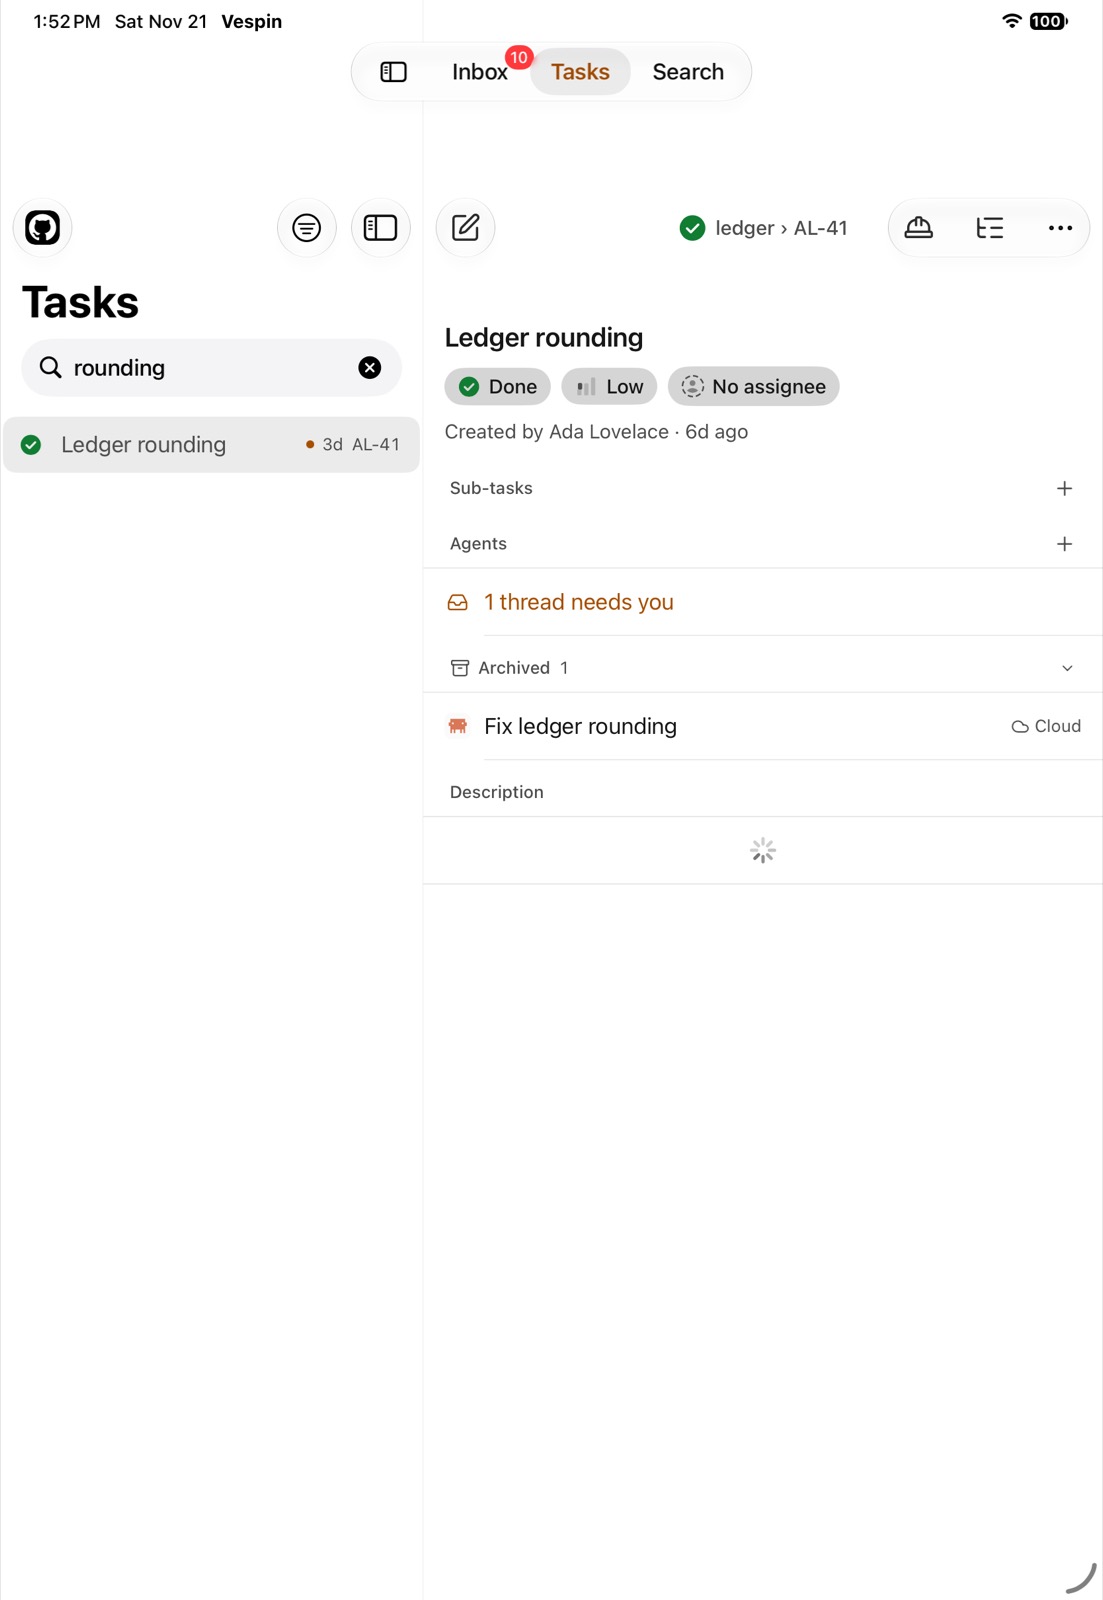 1:52 PM Sat Nov 21 Vespin
100
Inbox 10 Tasks Search
ledger › AL-41
Tasks
rounding
Ledger rounding 3d AL-41
Ledger rounding
Done Low No assignee
Created by Ada Lovelace · 6d ago
Sub-tasks
Agents
1 thread needs you
Archived 1
Fix ledger rounding Cloud
Description